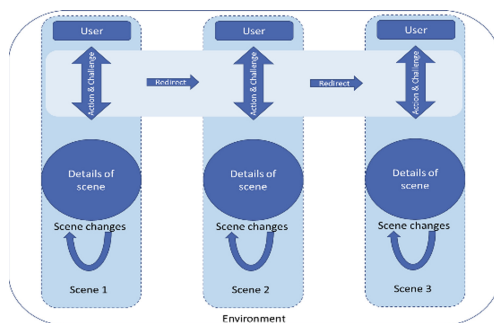 User
User
User
Action & Challenge
Redirect
Action & Challenge
Redirect
Action & Challenge
Details of
scene
Details of
scene
Details of
scene
Scene changes
Scene changes
Scene changes
Scene 1
Scene 2
Scene 3
Environment